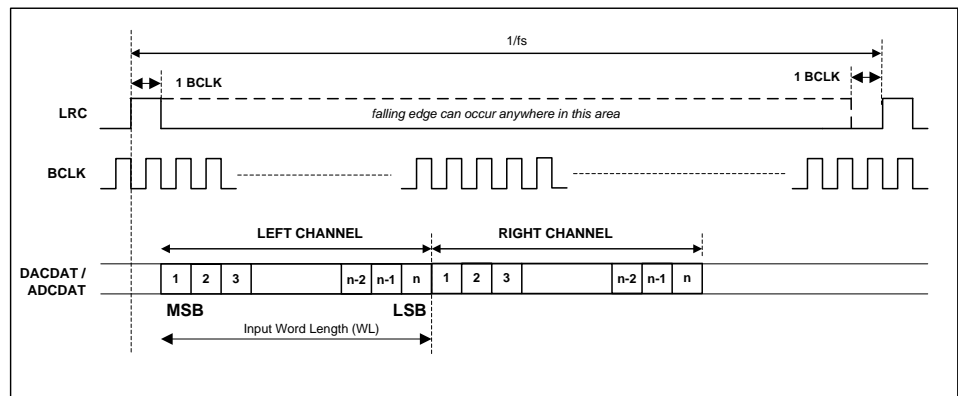 1/fs
1 BCLK
1 BCLK
LRC
falling edge can occur anywhere in this area
BCLK
LEFT CHANNEL
RIGHT CHANNEL
DACDAT /
ADCDAT
1 2 3 n-2 n-1 n 1 2 3 n-2 n-1 n
MSB
LSB
Input Word Length (WL)